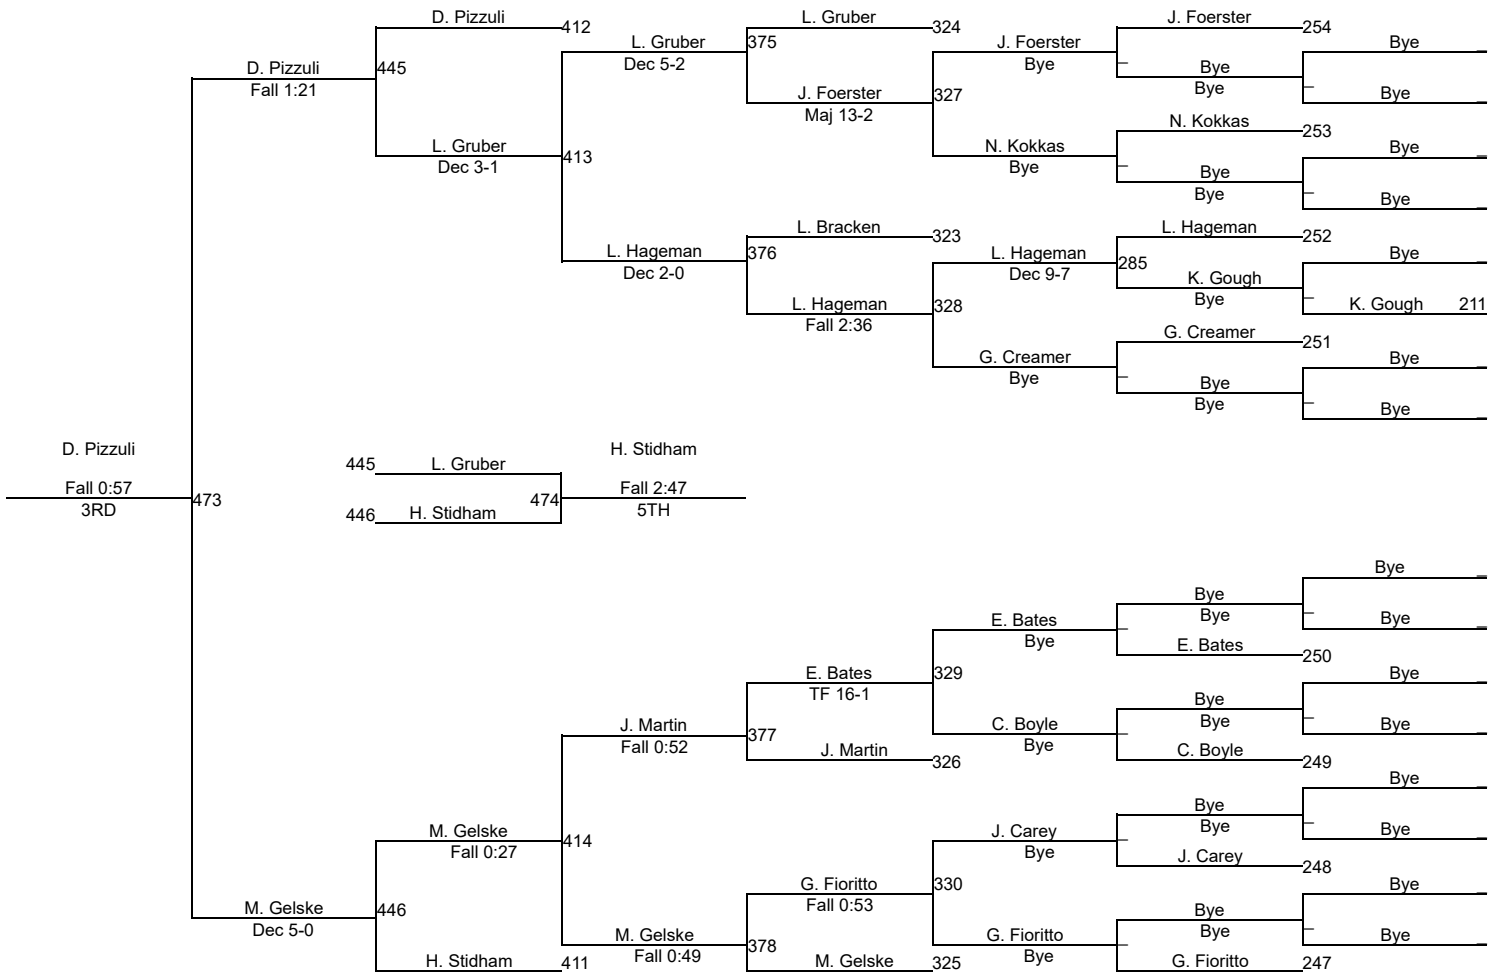 D. Pizzuli
412
L. Gruber
324
J. Foerster
254
L. Gruber
375
J. Foerster
Bye
Dec 5-2
Bye
Bye
D. Pizzuli
445
Bye
Fall 1:21
J. Foerster
327
Bye
Bye
Maj 13-2
N. Kokkas
253
L. Gruber
413
N. Kokkas
Bye
Dec 3-1
Bye
Bye
Bye
Bye
L. Bracken
323
L. Hageman
252
L. Hageman
376
L. Hageman
285
Bye
Dec 2-0
Dec 9-7
K. Gough
L. Hageman
328
Bye
K. Gough 211
Fall 2:36
G. Creamer
251
G. Creamer
Bye
Bye
Bye
Bye
Bye
D. Pizzuli
H. Stidham
445
L. Gruber
Fall 0:57
473
474
Fall 2:47
3RD
446
H. Stidham
5TH
Bye
Bye
Bye
Bye
E. Bates
Bye
E. Bates
250
E. Bates
329
Bye
TF 16-1
Bye
J. Martin
377
C. Boyle
Bye
Bye
Fall 0:52
Bye
J. Martin
326
C. Boyle
249
Bye
Bye
M. Gelske
414
J. Carey
Bye
Bye
Fall 0:27
Bye
J. Carey
248
G. Fioritto
330
Bye
Fall 0:53
M. Gelske
446
Bye
Dec 5-0
Bye
M. Gelske
378
G. Fioritto
Bye
Fall 0:49
Bye
H. Stidham
411
M. Gelske
325
G. Fioritto
247